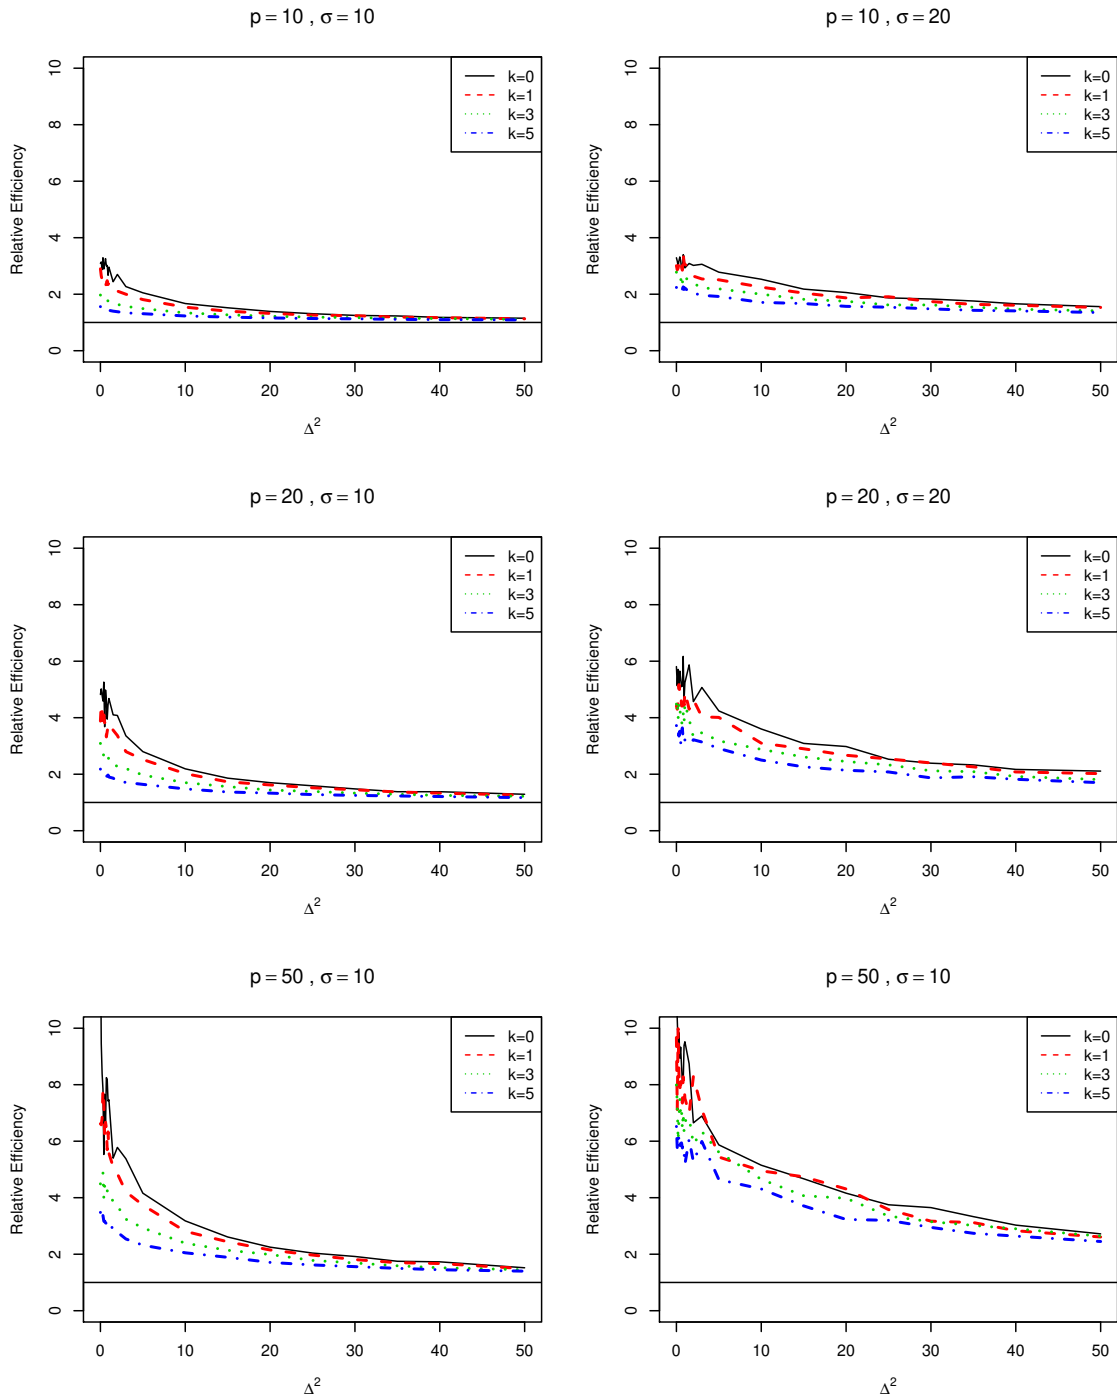 p = 10 , σ = 10
Relative Efficiency
0 2 4 6 8 10
k=0
k=1
k=3
k=5
0 10 20 30 40 50
Δ²
p = 10 , σ = 20
Relative Efficiency
0 2 4 6 8 10
k=0
k=1
k=3
k=5
0 10 20 30 40 50
Δ²
p = 20 , σ = 10
Relative Efficiency
0 2 4 6 8 10
k=0
k=1
k=3
k=5
0 10 20 30 40 50
Δ²
p = 20 , σ = 20
Relative Efficiency
0 2 4 6 8 10
k=0
k=1
k=3
k=5
0 10 20 30 40 50
Δ²
p = 50 , σ = 10
Relative Efficiency
0 2 4 6 8 10
k=0
k=1
k=3
k=5
0 10 20 30 40 50
Δ²
p = 50 , σ = 10
Relative Efficiency
0 2 4 6 8 10
k=0
k=1
k=3
k=5
0 10 20 30 40 50
Δ²